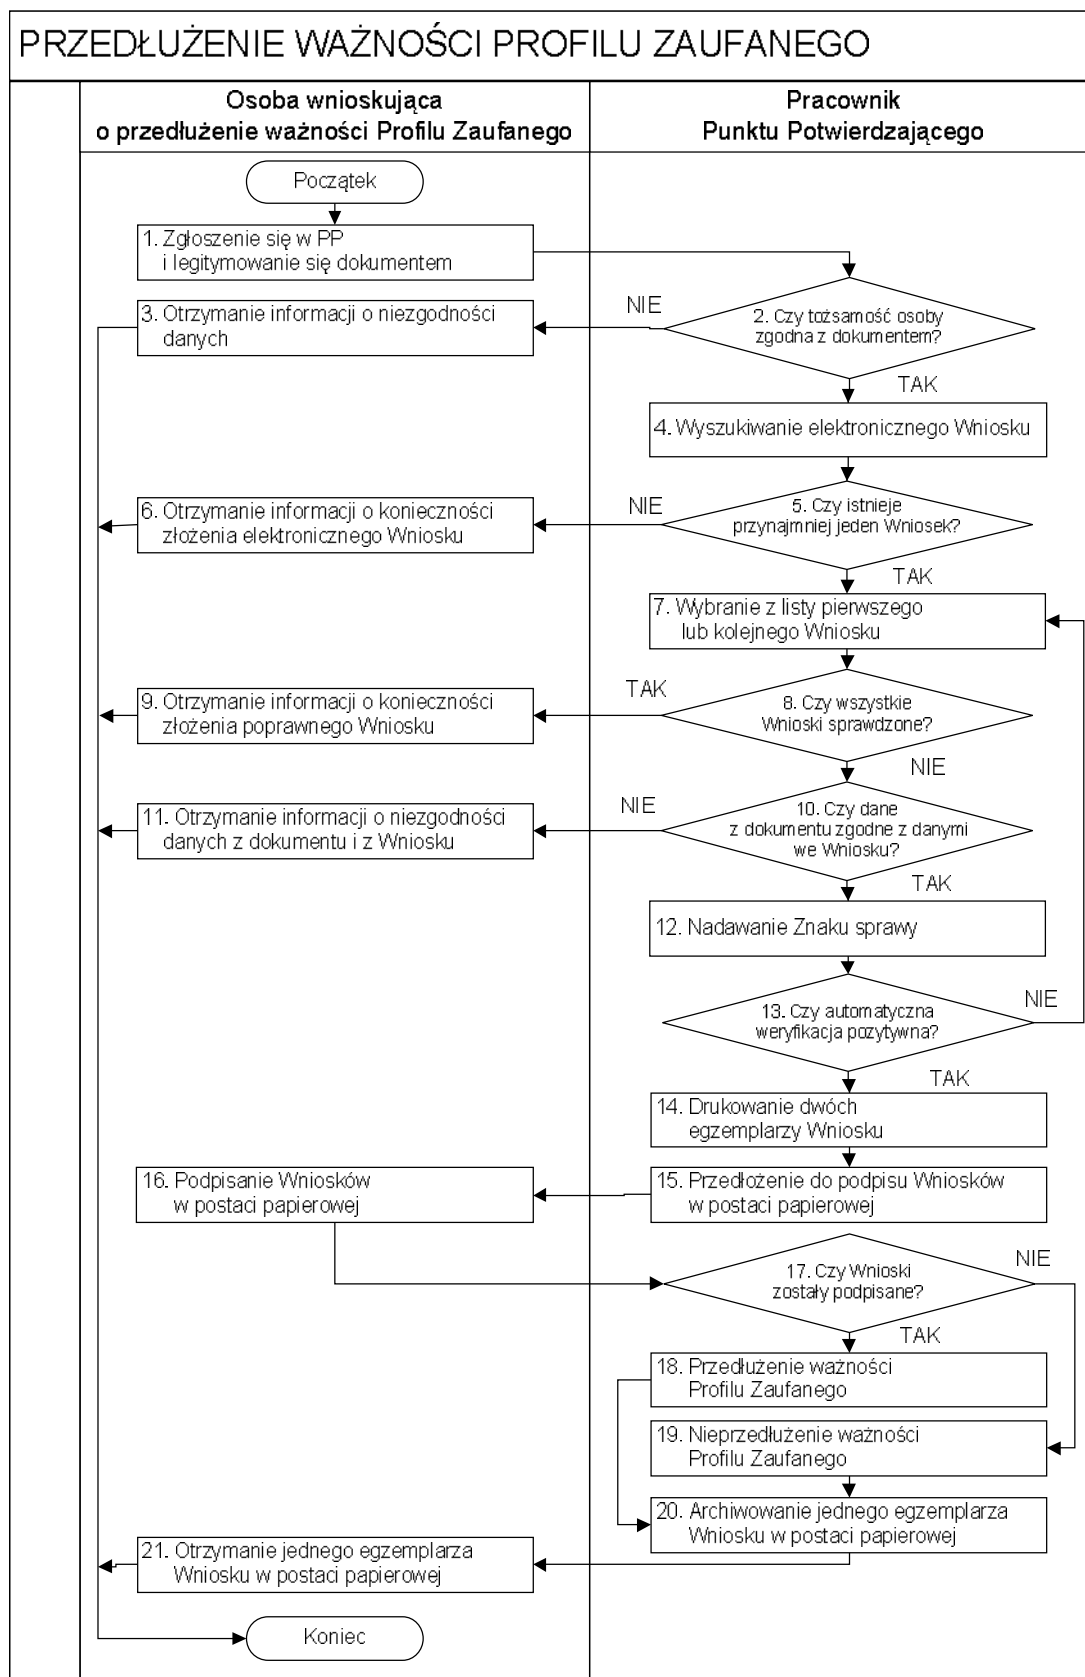 PRZEDŁUŻENIE WAŻNOŚCI PROFILU ZAUFANEGO
Osoba wnioskująca
o przedłużenie ważności Profilu Zaufanego
Pracownik
Punktu Potwierdzającego
Początek
1. Zgłoszenie się w PP
i legitymowanie się dokumentem
2. Czy tożsamość osoby
zgodna z dokumentem?
NIE
3. Otrzymanie informacji o niezgodności
danych
TAK
4. Wyszukiwanie elektronicznego Wniosku
5. Czy istnieje
przynajmniej jeden Wniosek?
NIE
6. Otrzymanie informacji o konieczności
złożenia elektronicznego Wniosku
TAK
7. Wybranie z listy pierwszego
lub kolejnego Wniosku
8. Czy wszystkie
Wnioski sprawdzone?
TAK
9. Otrzymanie informacji o konieczności
złożenia poprawnego Wniosku
NIE
10. Czy dane
z dokumentu zgodne z danymi
we Wniosku?
NIE
11. Otrzymanie informacji o niezgodności
danych z dokumentu i z Wniosku
TAK
12. Nadawanie Znaku sprawy
13. Czy automatyczna
weryfikacja pozytywna?
NIE
TAK
14. Drukowanie dwóch
egzemplarzy Wniosku
15. Przedłożenie do podpisu Wniosków
w postaci papierowej
16. Podpisanie Wniosków
w postaci papierowej
17. Czy Wnioski
zostały podpisane?
NIE
TAK
18. Przedłużenie ważności
Profilu Zaufanego
19. Nieprzedłużenie ważności
Profilu Zaufanego
20. Archiwowanie jednego egzemplarza
Wniosku w postaci papierowej
21. Otrzymanie jednego egzemplarza
Wniosku w postaci papierowej
Koniec